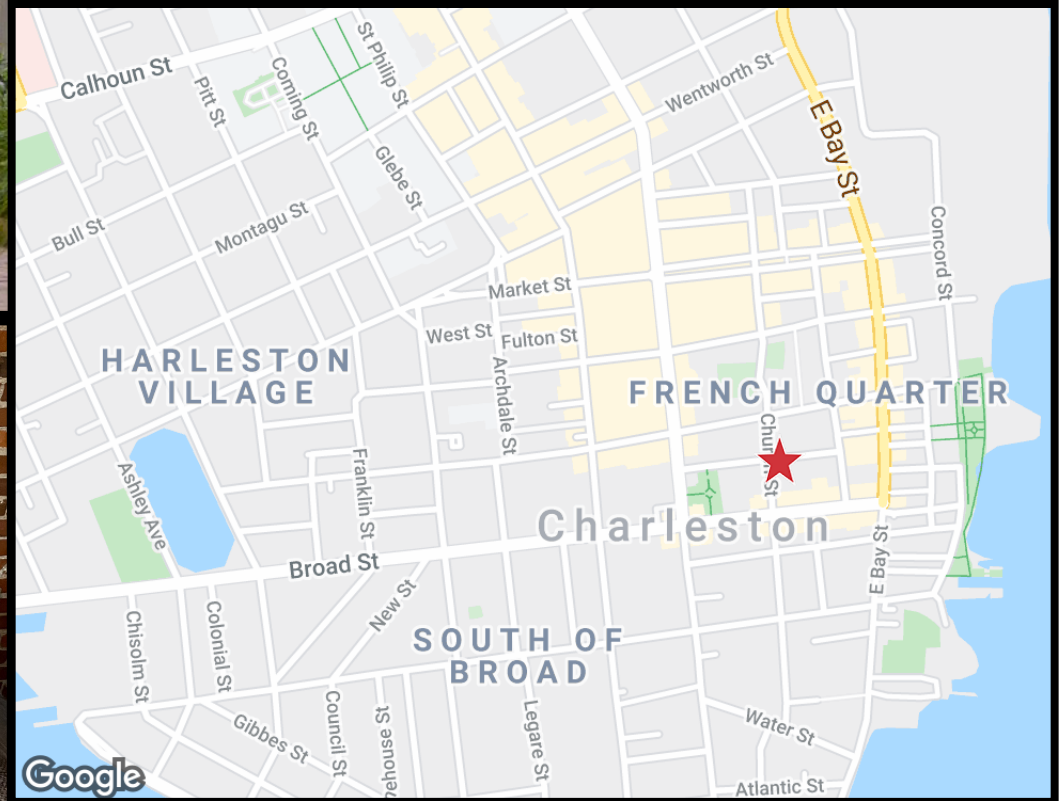 Calhoun St
Pitt St
Coming St
St Philip St
Wentworth St
E Bay St
Glebe St
Concord St
Bull St
Montagu St
Market St
West St
Fulton St
HARLESTON
VILLAGE
Archdale St
FRENCH QUARTER
Church St
Ashley Ave
Franklin St
Charleston
Broad St
E Bay St
New St
Chisolm St
Colonial St
SOUTH OF
BROAD
Gibbes St
Council St
Legare St
Water St
Atlantic St
Google